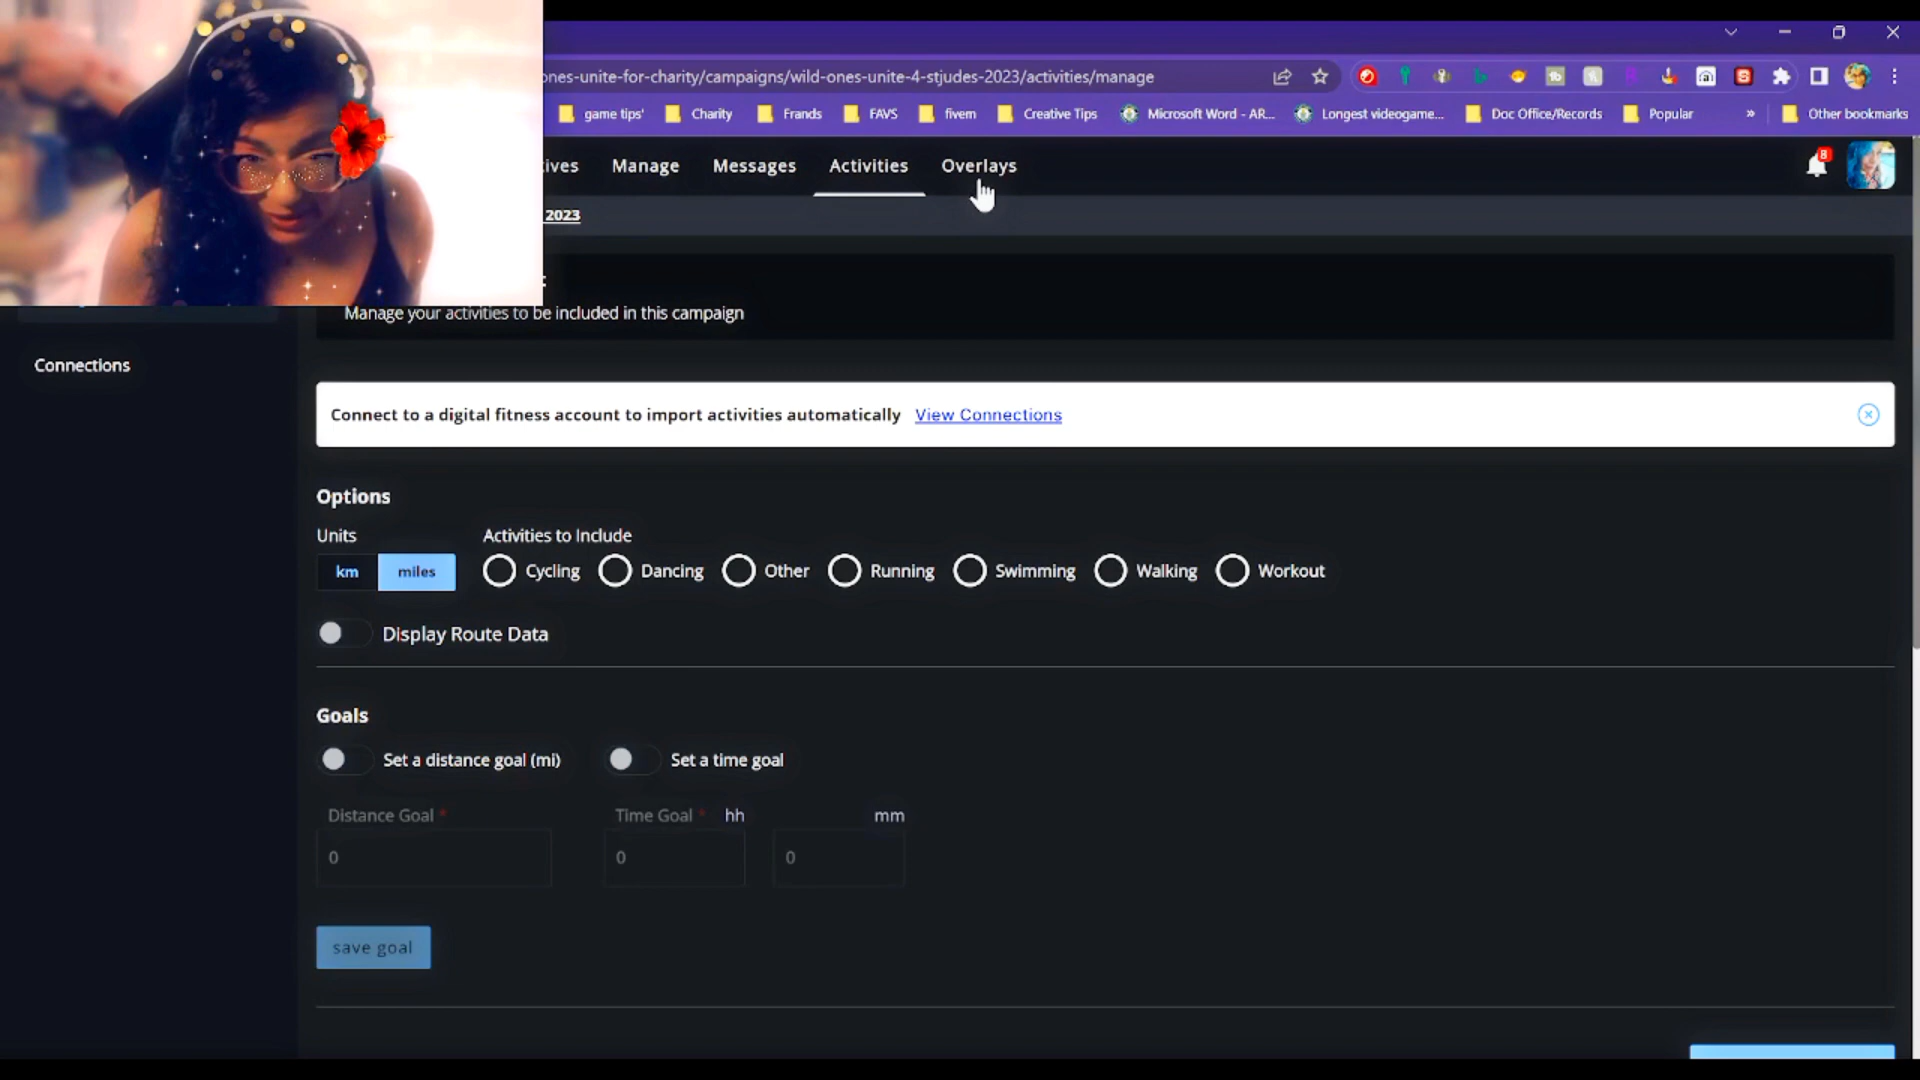 ones-unite-for-charity/campaigns/wild-ones-unite-4-stjudes-2023/activities/manage
game tips' Charity Frands FAVS fivem Creative Tips Microsoft Word - AR... Longest videogame... Doc Office/Records Popular » Other bookmarks
Manage Messages Activities Overlays 8
2023
Manage your activities to be included in this campaign
Connections
Connect to a digital fitness account to import activities automatically View Connections
Options
Units Activities to Include
km miles Cycling Dancing Other Running Swimming Walking Workout
Display Route Data
Goals
Set a distance goal (mi) Set a time goal
Distance Goal * Time Goal * hh mm
0 0 0
save goal